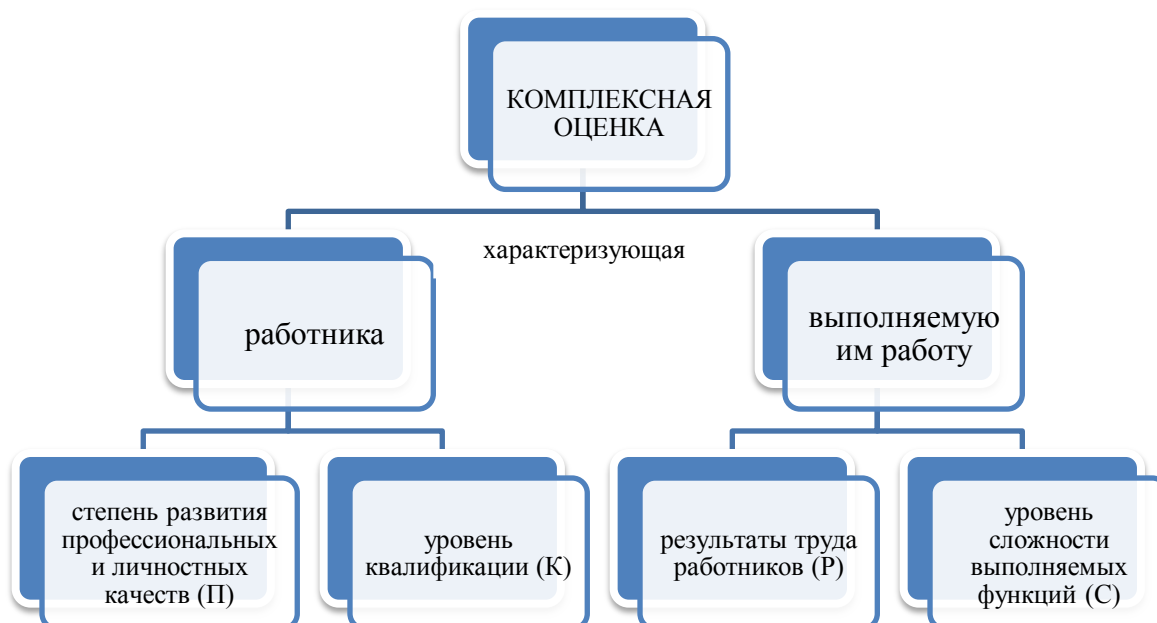 КОМПЛЕКСНАЯ
ОЦЕНКА
характеризующая
работника
выполняемую
им работу
степень развития
профессиональных
и личностных
качеств (П)
уровень
квалификации (К)
результаты труда
работников (Р)
уровень
сложности
выполняемых
функций (С)